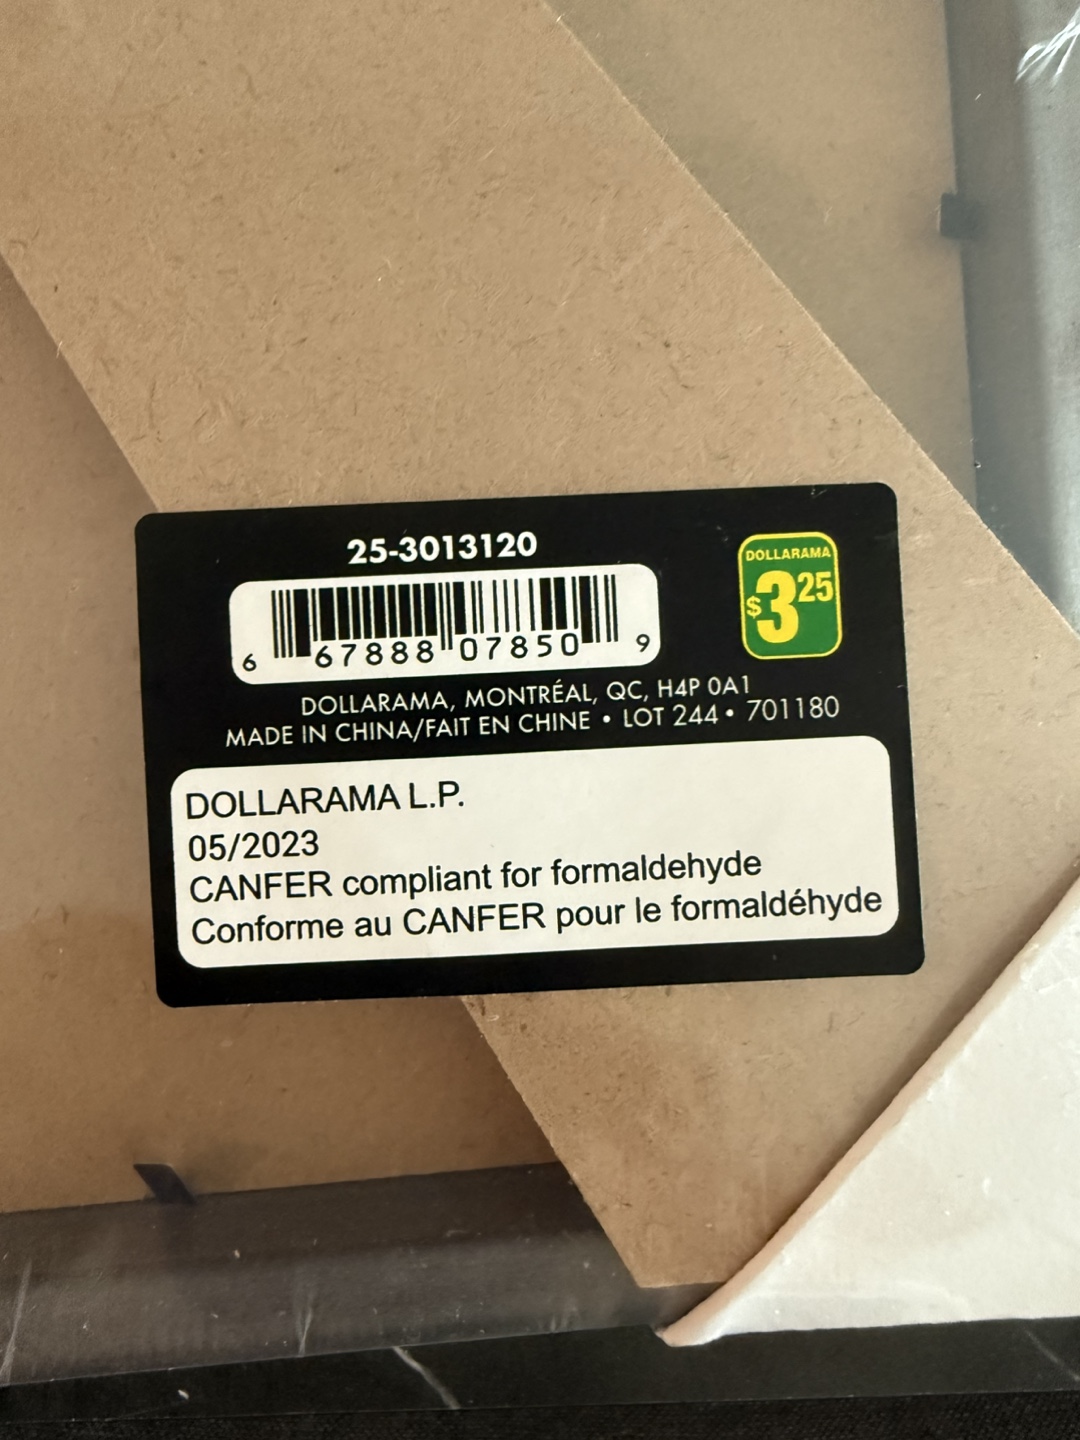 25-3013120
6 67888 07850 9
DOLLARAMA
$3.25
DOLLARAMA, MONTRÉAL, QC, H4P 0A1
MADE IN CHINA/FAIT EN CHINE • LOT 244 • 701180
DOLLARAMA L.P.
05/2023
CANFER compliant for formaldehyde
Conforme au CANFER pour le formaldéhyde